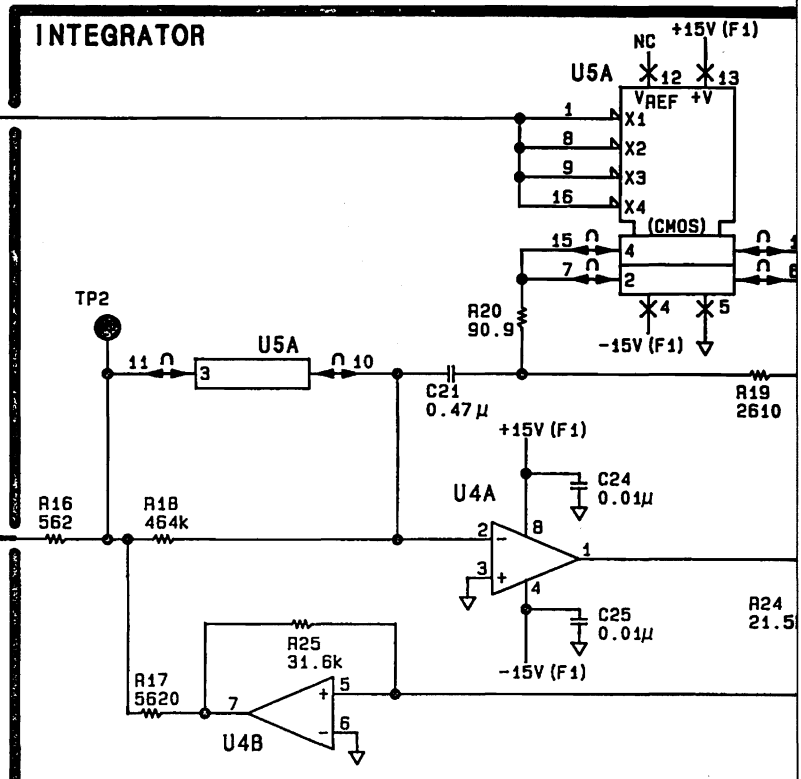 INTEGRATOR
+15V(F1)
NC
U5A
12
13
VREF
+V
1
X1
8
X2
9
X3
16
X4
(CMOS)
15
4
7
2
R20
90.9
4
5
-15V(F1)
TP2
U5A
11
3
10
C21
0.47μ
R19
2610
+15V(F1)
C24
0.01μ
U4A
R16
562
R18
464k
2
-
8
1
3
+
4
C25
0.01μ
R24
21.5
-15V(F1)
R25
31.6k
R17
5620
7
+
5
-
6
U4B